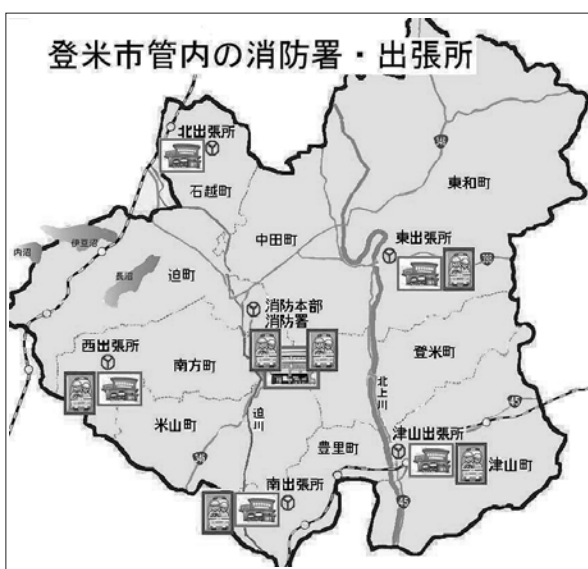 登米市管内の消防署・出張所
北出張所
石越町
346
東和町
中田町
東出張所
伊豆沼
内沼
長沼
迫町
消防本部
消防署
西出張所
南方町
登米町
北上川
迫川
米山町
45
豊里町
津山出張所
346
津山町
南出張所
45